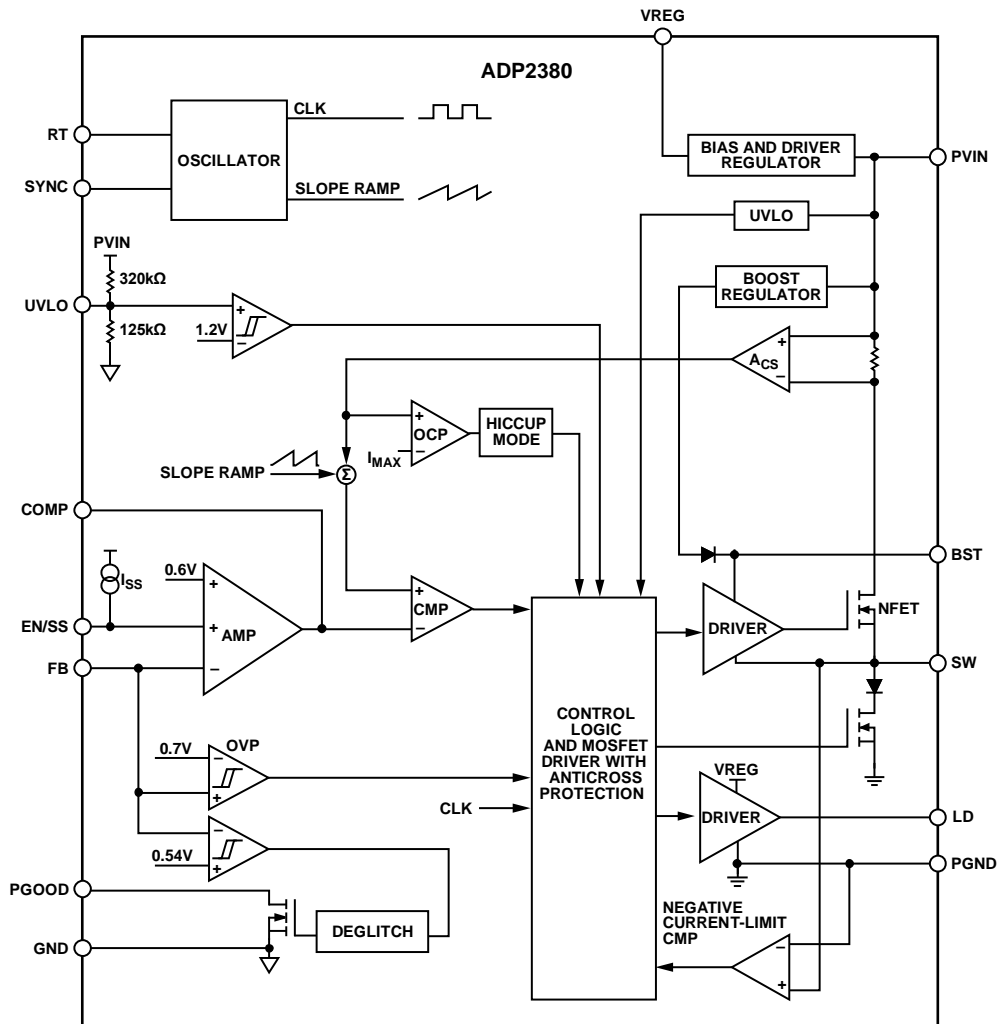 VREG
ADP2380
RT
SYNC
OSCILLATOR
CLK
SLOPE RAMP
BIAS AND DRIVER
REGULATOR
PVIN
UVLO
BOOST
REGULATOR
PVIN
320kΩ
UVLO
125kΩ
1.2V
+
−
ACS
+
−
OCP
+
−
IMAX
HICCUP
MODE
SLOPE RAMP
Σ
COMP
ISS
0.6V
+
EN/SS
+
AMP
FB
−
CMP
+
−
BST
DRIVER
NFET
SW
CONTROL
LOGIC
AND MOSFET
DRIVER WITH
ANTICROSS
PROTECTION
0.7V
−
OVP
+
CLK
VREG
DRIVER
LD
−
0.54V
+
PGND
PGOOD
DEGLITCH
GND
NEGATIVE
CURRENT-LIMIT
CMP
−
+